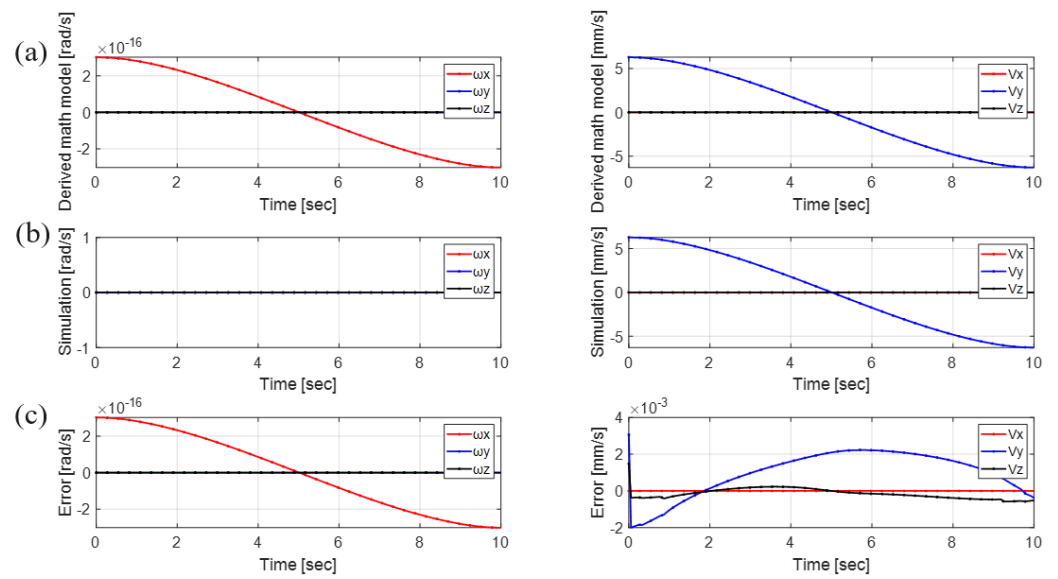 (a)
Derived math model [rad/s]
×10-16
2
0
-2
0 2 4 6 8 10
Time [sec]
ωx
ωy
ωz
Derived math model [mm/s]
5
0
-5
0 2 4 6 8 10
Time [sec]
Vx
Vy
Vz
(b)
Simulation [rad/s]
1
0
-1
0 2 4 6 8 10
Time [sec]
ωx
ωy
ωz
Simulation [mm/s]
5
0
-5
0 2 4 6 8 10
Time [sec]
Vx
Vy
Vz
(c)
Error [rad/s]
×10-16
2
0
-2
0 2 4 6 8 10
Time [sec]
ωx
ωy
ωz
Error [mm/s]
×10-3
4
2
0
-2
0 2 4 6 8 10
Time [sec]
Vx
Vy
Vz